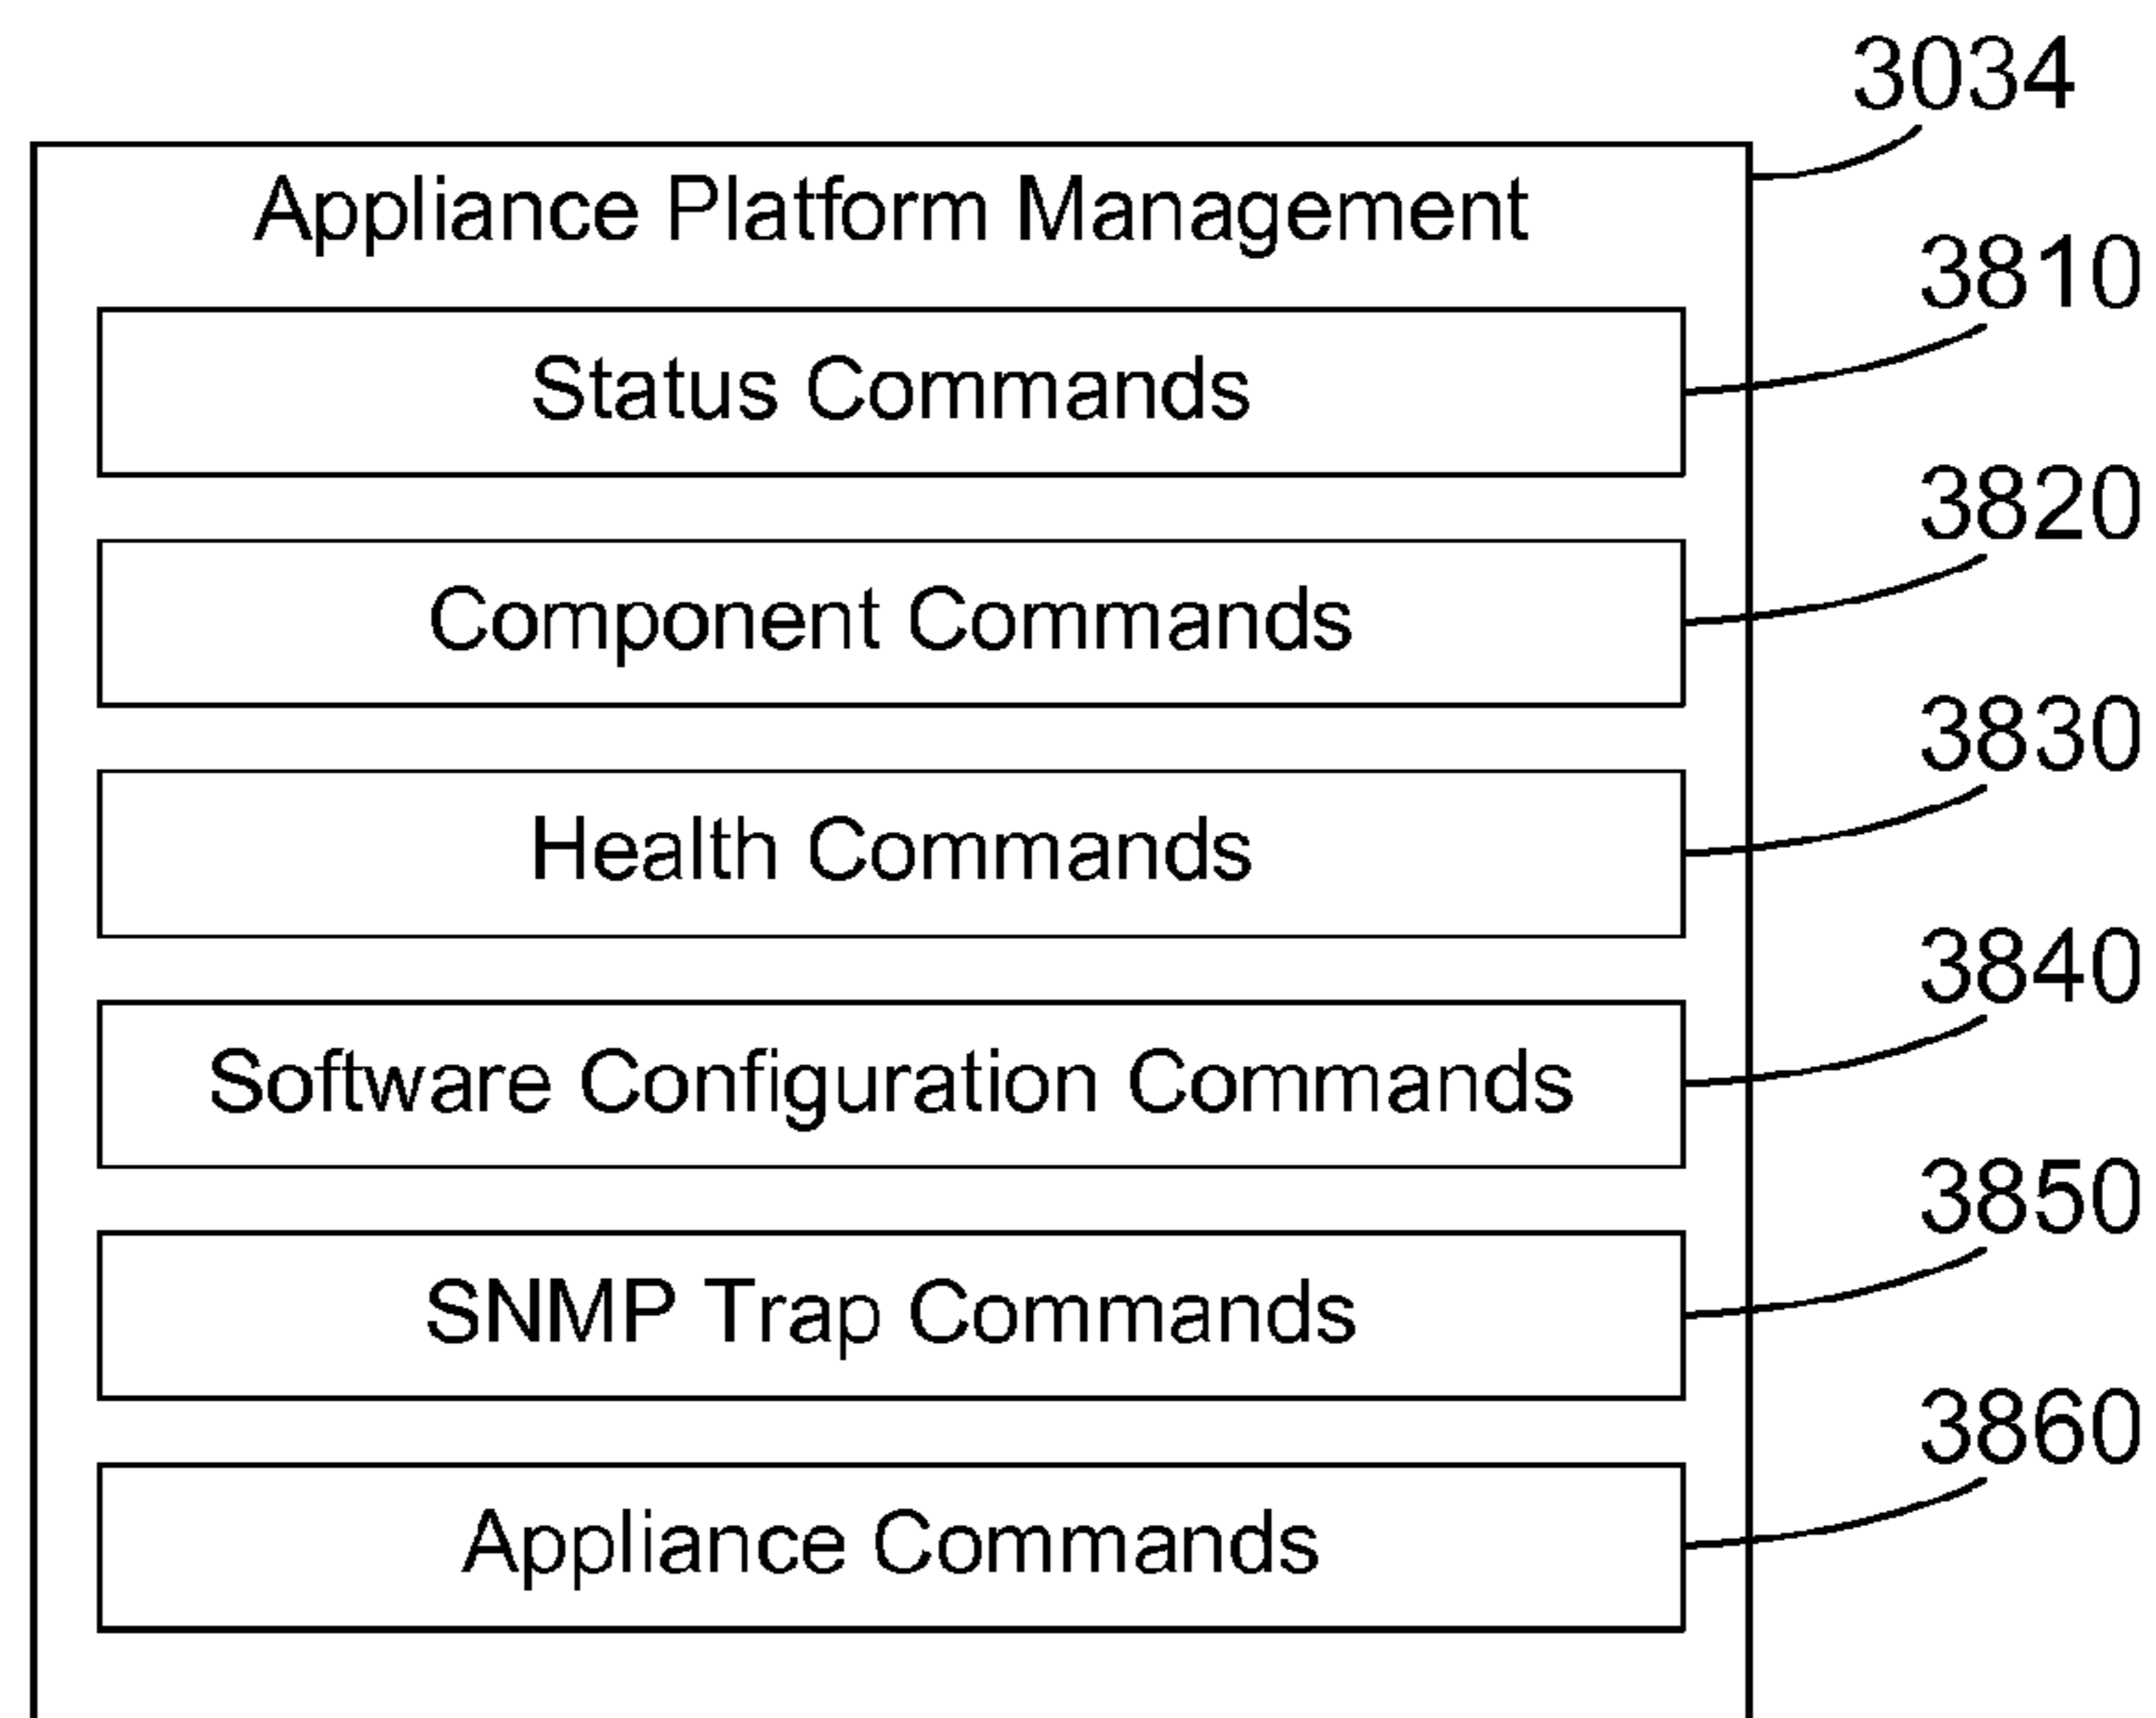 3034
Appliance Platform Management
3810
Status Commands
3820
Component Commands
3830
Health Commands
3840
Software Configuration Commands
3850
SNMP Trap Commands
3860
Appliance Commands